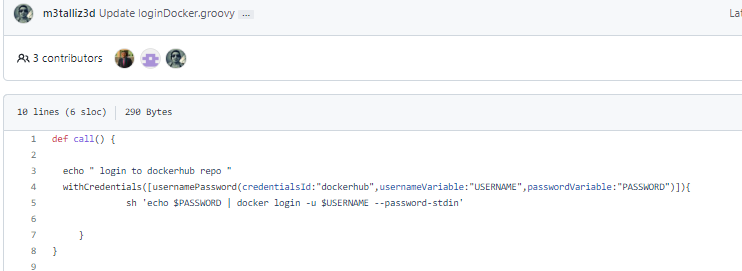 m3talliz3d Update loginDocker.groovy ...
3 contributors
10 lines (6 sloc) 290 Bytes
1 def call() {
2
3 echo " login to dockerhub repo "
4 withCredentials([usernamePassword(credentialsId:"dockerhub",usernameVariable:"USERNAME",passwordVariable:"PASSWORD")]){
5 sh 'echo $PASSWORD | docker login -u $USERNAME --password-stdin'
6
7 }
8 }
9